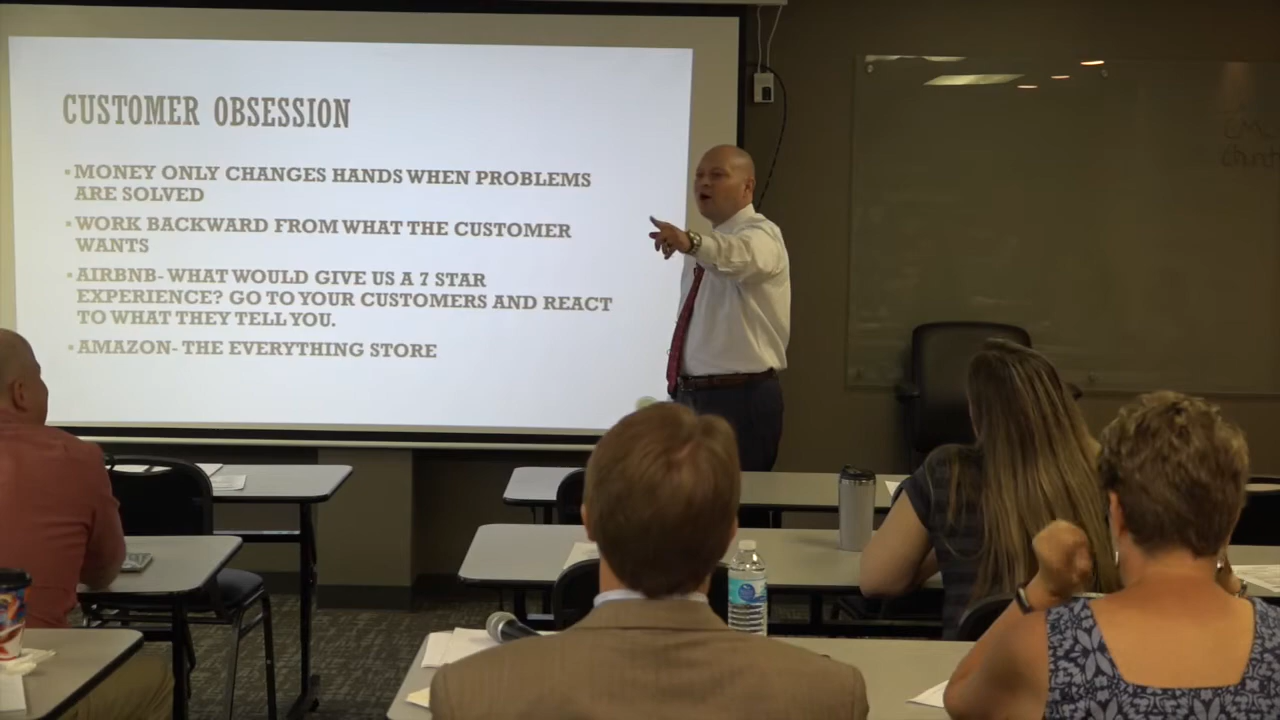 CUSTOMER OBSESSION
▪MONEY ONLY CHANGES HANDS WHEN PROBLEMS
ARE SOLVED
▪WORK BACKWARD FROM WHAT THE CUSTOMER
WANTS
▪AIRBNB- WHAT WOULD GIVE US A 7 STAR
EXPERIENCE? GO TO YOUR CUSTOMERS AND REACT
TO WHAT THEY TELL YOU.
▪AMAZON- THE EVERYTHING STORE